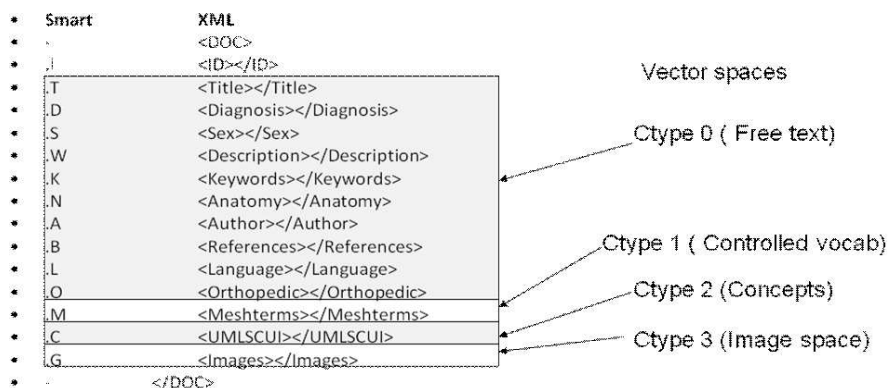 Smart XML
- <DOC>
.I <ID></ID>
.T <Title></Title>
.D <Diagnosis></Diagnosis>
.S <Sex></Sex>
.W <Description></Description>
.K <Keywords></Keywords>
.N <Anatomy></Anatomy>
.A <Author></Author>
.B <References></References>
.L <Language></Language>
.O <Orthopedic></Orthopedic>
.M <Meshterms></Meshterms>
.C <UMLSCUI></UMLSCUI>
.G <Images></Images>
- </DOC>
Vector spaces
Ctype 0 ( Free text)
Ctype 1 ( Controlled vocab)
Ctype 2 (Concepts)
Ctype 3 (Image space)